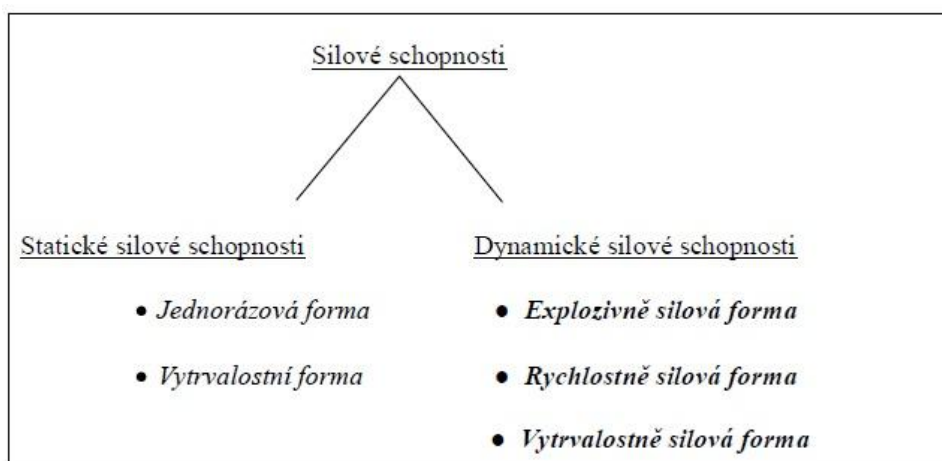 Silové schopnosti
Statické silové schopnosti
• Jednorázová forma
• Vytrvalostní forma
Dynamické silové schopnosti
• Explozivně silová forma
• Rychlostně silová forma
• Vytrvalostně silová forma